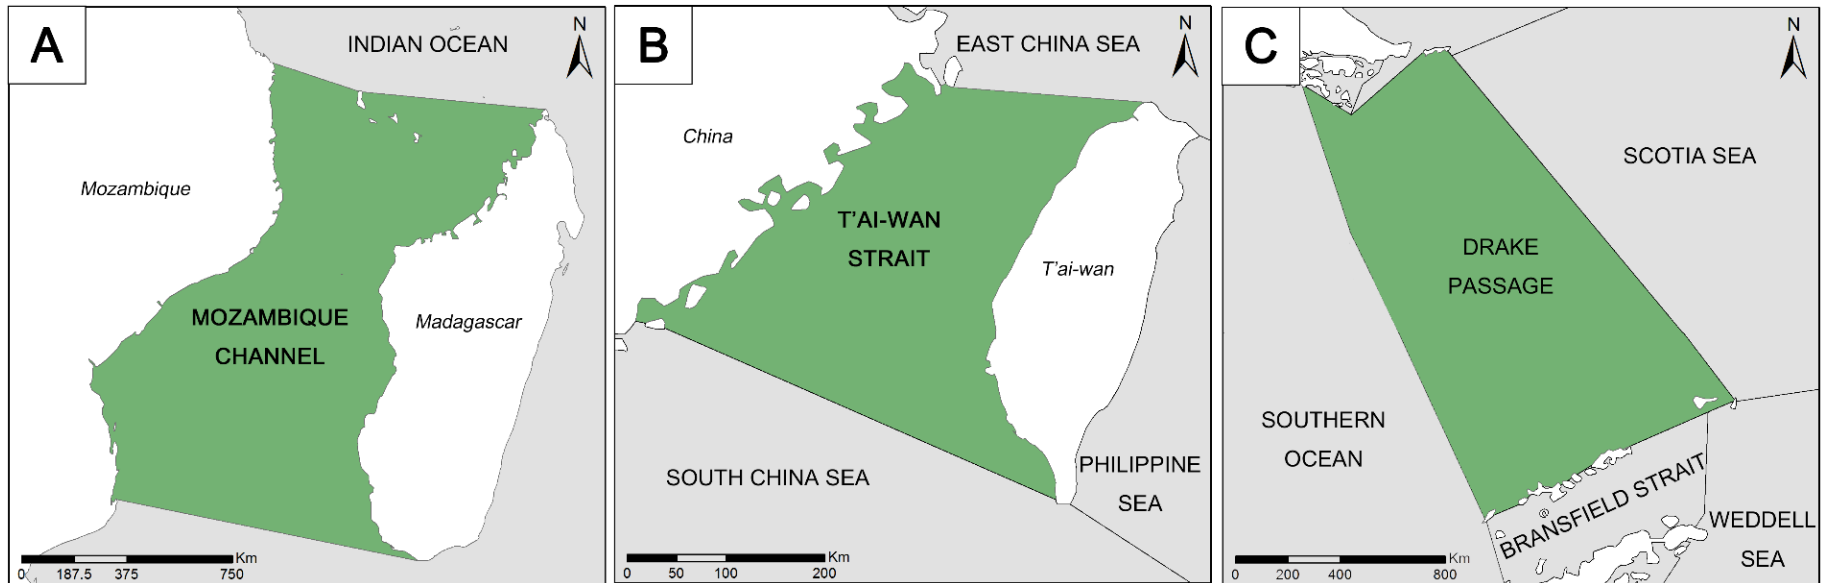 A
INDIAN OCEAN
N
Mozambique
MOZAMBIQUE
CHANNEL
Madagascar
Km
0 187.5 375 750
B
EAST CHINA SEA
N
China
T'AI-WAN
STRAIT
T'ai-wan
SOUTH CHINA SEA
PHILIPPINE
SEA
Km
0 50 100 200
C
N
SCOTIA SEA
DRAKE
PASSAGE
SOUTHERN
OCEAN
BRANSFIELD STRAIT
WEDDELL
SEA
Km
0 200 400 800